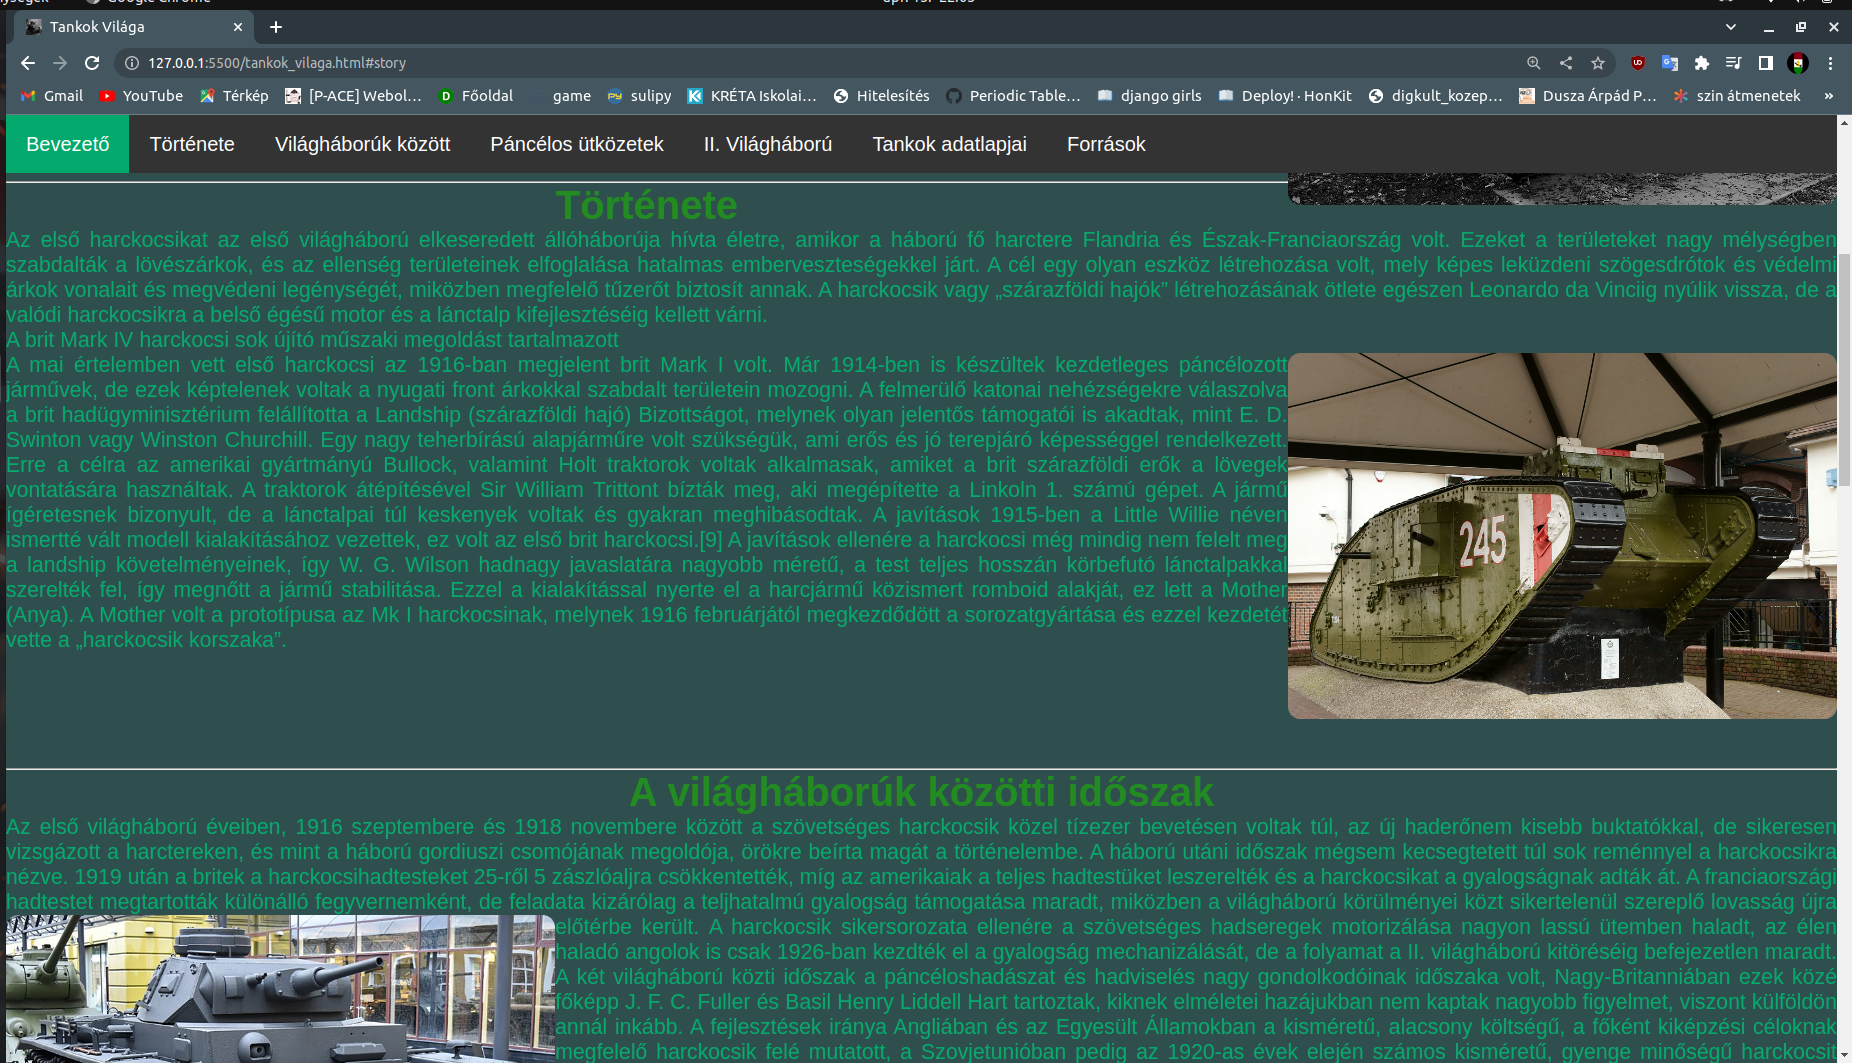 Tankok Világa
127.0.0.1:5500/tankok_vilaga.html#story
Gmail YouTube Térkép [P-ACE] Webol… Főoldal game sulipy KRÉTA Iskolai… Hitelesítés Periodic Table… django girls Deploy! · HonKit digkult_kozep… Dusza Árpád P… szin átmenetek »
Bevezető Története Világháborúk között Páncélos ütközetek II. Világháború Tankok adatlapjai Források
Története
Az első harckocsikat az első világháború elkeseredett állóháborúja hívta életre, amikor a háború fő harctere Flandria és Észak-Franciaország volt. Ezeket a területeket nagy mélységben
szabdalták a lövészárkok, és az ellenség területeinek elfoglalása hatalmas emberveszteségekkel járt. A cél egy olyan eszköz létrehozása volt, mely képes leküzdeni szögesdrótok és védelmi
árkok vonalait és megvédeni legénységét, miközben megfelelő tűzerőt biztosít annak. A harckocsik vagy „szárazföldi hajók” létrehozásának ötlete egészen Leonardo da Vinciig nyúlik vissza, de a
valódi harckocsikra a belső égésű motor és a lánctalp kifejlesztéséig kellett várni.
A brit Mark IV harckocsi sok újító műszaki megoldást tartalmazott
A mai értelemben vett első harckocsi az 1916-ban megjelent brit Mark I volt. Már 1914-ben is készültek kezdetleges páncélozott
járművek, de ezek képtelenek voltak a nyugati front árkokkal szabdalt területein mozogni. A felmerülő katonai nehézségekre válaszolva
a brit hadügyminisztérium felállította a Landship (szárazföldi hajó) Bizottságot, melynek olyan jelentős támogatói is akadtak, mint E. D.
Swinton vagy Winston Churchill. Egy nagy teherbírású alapjárműre volt szükségük, ami erős és jó terepjáró képességgel rendelkezett.
Erre a célra az amerikai gyártmányú Bullock, valamint Holt traktorok voltak alkalmasak, amiket a brit szárazföldi erők a lövegek
vontatására használtak. A traktorok átépítésével Sir William Trittont bízták meg, aki megépítette a Linkoln 1. számú gépet. A jármű
ígéretesnek bizonyult, de a lánctalpai túl keskenyek voltak és gyakran meghibásodtak. A javítások 1915-ben a Little Willie néven
ismertté vált modell kialakításához vezettek, ez volt az első brit harckocsi.[9] A javítások ellenére a harckocsi még mindig nem felelt meg
a landship követelményeinek, így W. G. Wilson hadnagy javaslatára nagyobb méretű, a test teljes hosszán körbefutó lánctalpakkal
szerelték fel, így megnőtt a jármű stabilitása. Ezzel a kialakítással nyerte el a harcjármű közismert romboid alakját, ez lett a Mother
(Anya). A Mother volt a prototípusa az Mk I harckocsinak, melynek 1916 februárjától megkezdődött a sorozatgyártása és ezzel kezdetét
vette a „harckocsik korszaka”.
245
A világháborúk közötti időszak
Az első világháború éveiben, 1916 szeptembere és 1918 novembere között a szövetséges harckocsik közel tízezer bevetésen voltak túl, az új haderőnem kisebb buktatókkal, de sikeresen
vizsgázott a harctereken, és mint a háború gordiuszi csomójának megoldója, örökre beírta magát a történelembe. A háború utáni időszak mégsem kecsegtetett túl sok reménnyel a harckocsikra
nézve. 1919 után a britek a harckocsihadtesteket 25-ről 5 zászlóaljra csökkentették, míg az amerikaiak a teljes hadtestüket leszerelték és a harckocsikat a gyalogságnak adták át. A franciaországi
hadtestet megtartották különálló fegyvernemként, de feladata kizárólag a teljhatalmú gyalogság támogatása maradt, miközben a világháború körülményei közt sikertelenül szereplő lovasság újra
előtérbe került. A harckocsik sikersorozata ellenére a szövetséges hadseregek motorizálása nagyon lassú ütemben haladt, az élen
haladó angolok is csak 1926-ban kezdték el a gyalogság mechanizálását, de a folyamat a II. világháború kitöréséig befejezetlen maradt.
A két világháború közti időszak a páncéloshadászat és hadviselés nagy gondolkodóinak időszaka volt, Nagy-Britanniában ezek közé
főképp J. F. C. Fuller és Basil Henry Liddell Hart tartoztak, kiknek elméletei hazájukban nem kaptak nagyobb figyelmet, viszont külföldön
annál inkább. A fejlesztések iránya Angliában és az Egyesült Államokban a kisméretű, alacsony költségű, a főként kiképzési céloknak
megfelelő harckocsik felé mutatott, a Szovjetunióban pedig az 1920-as évek elején számos kisméretű, gyenge minőségű harckocsit